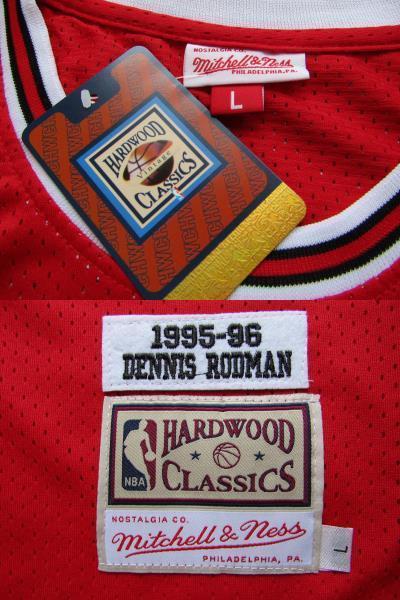 NOSTALGIA CO.
Mitchell & Ness
PHILADELPHIA, PA.
L
HARDWOOD
Vintage
CLASSICS
1995-96
DENNIS RODMAN
NBA
HARDWOOD
CLASSICS
NOSTALGIA CO.
Mitchell & Ness
PHILADELPHIA, PA.
L